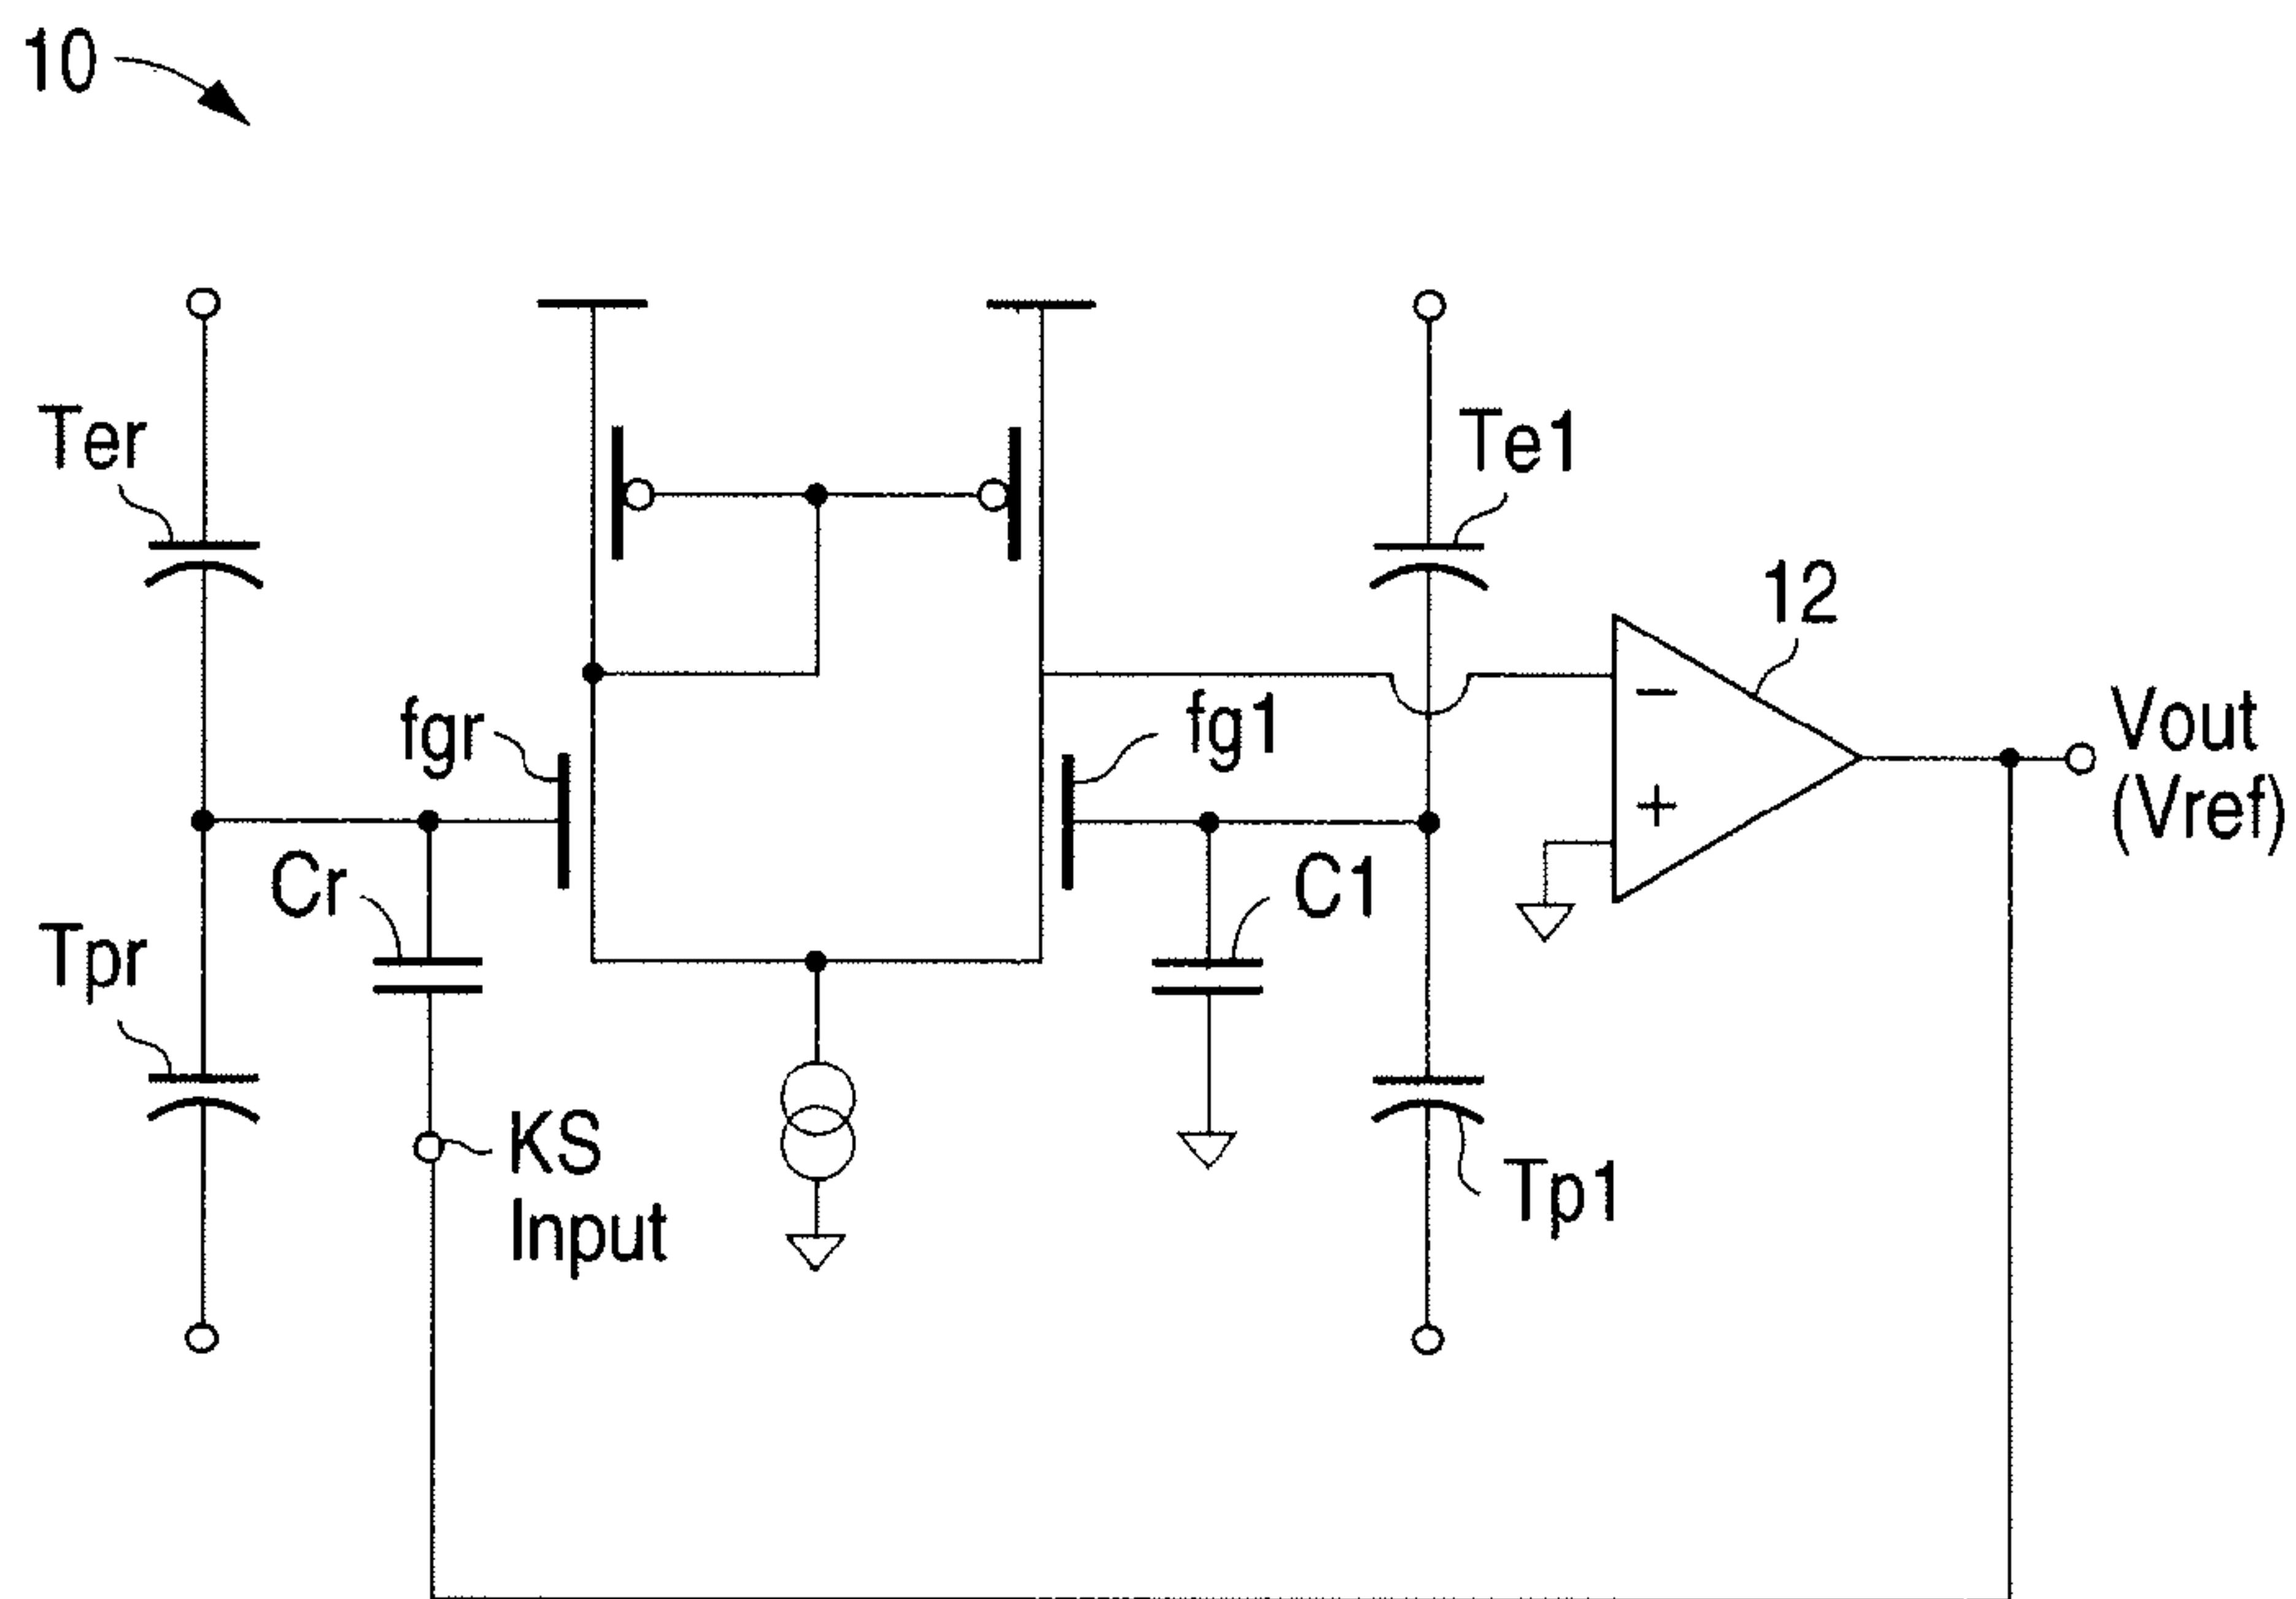 10
Ter
Te1
12
fgr
fg1
Vout
(Vref)
Cr
C1
Tpr
KS
Input
Tp1
−
+